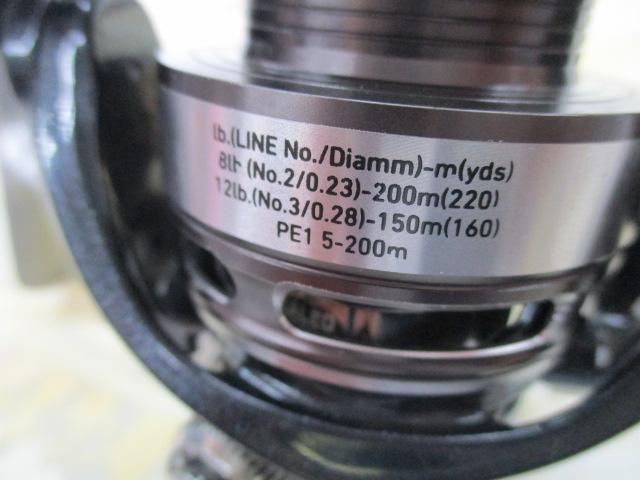 lb.(LINE No./Diamm)-m(yds)
8lb (No.2/0.23)-200m(220)
12lb.(No.3/0.28)-150m(160)
PE1 5-200m